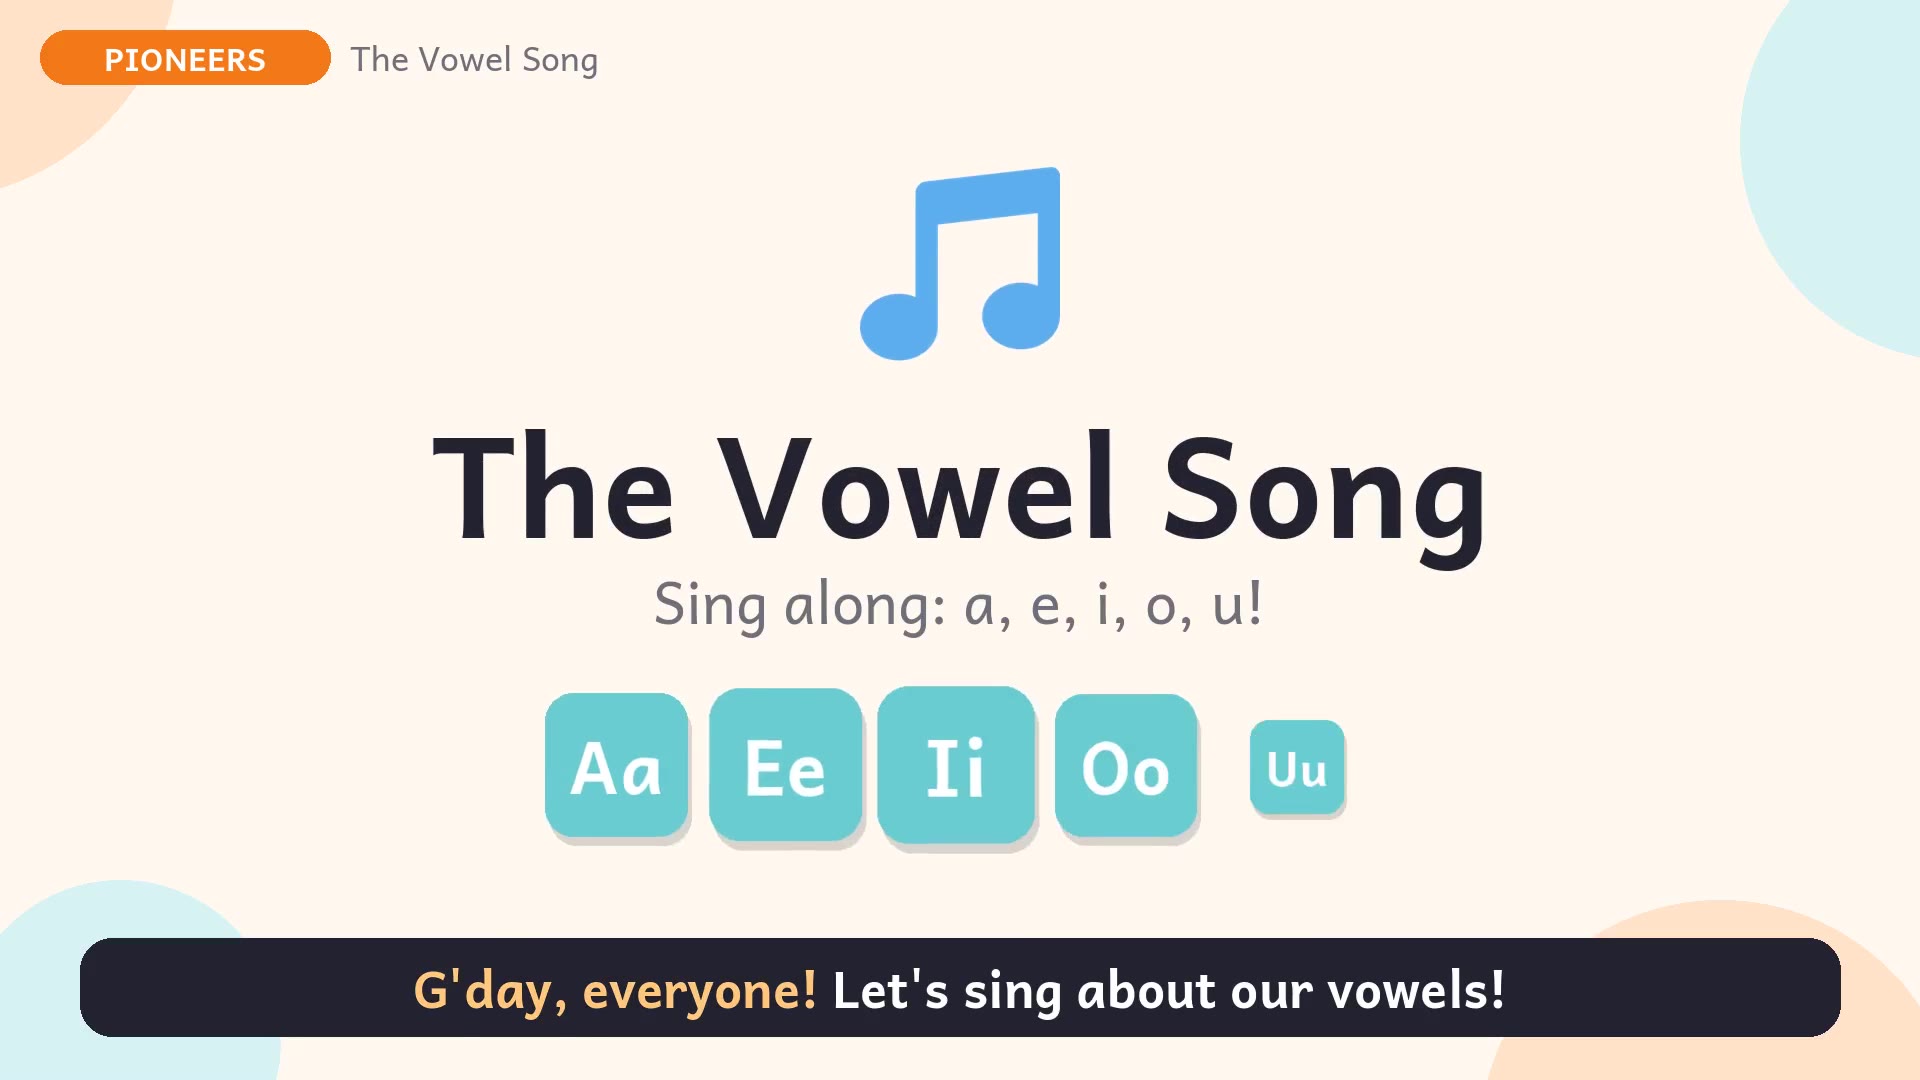 PIONEERS The Vowel Song
The Vowel Song
Sing along: a, e, i, o, u!
Aa Ee Ii Oo Uu
G'day, everyone! Let's sing about our vowels!